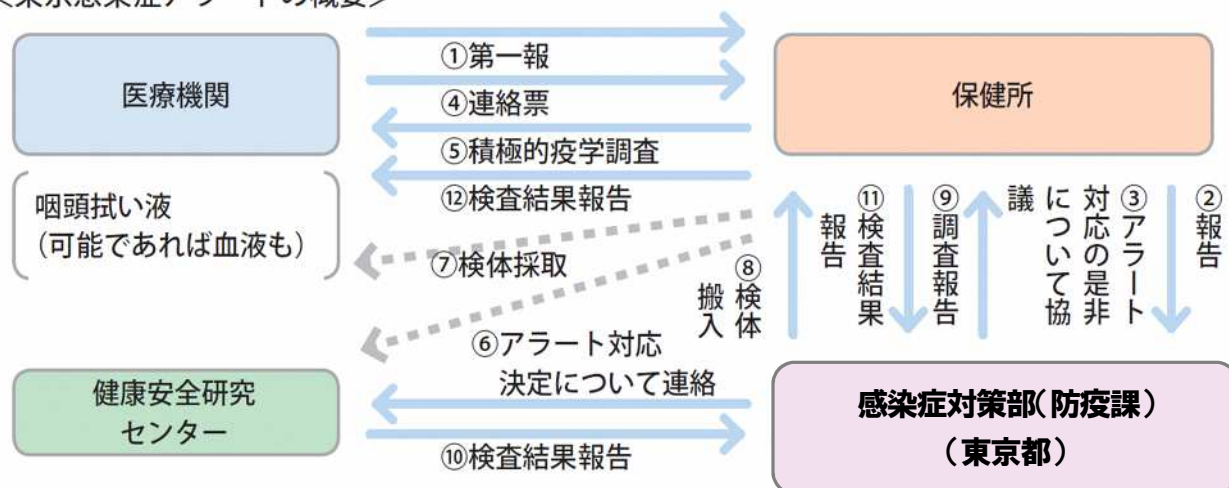 ＜東京感染症アラートの概要＞
医療機関
①第一報
④連絡票
⑤積極的疫学調査
⑫検査結果報告
保健所
咽頭拭い液
（可能であれば血液も）
⑦検体採取
⑧検体
搬入
⑪検査結果
報告
⑨調査報告
③アラート
対応の是非
について協
議
②報告
⑥アラート対応
決定について連絡
健康安全研究
センター
⑩検査結果報告
感染症対策部（防疫課）
（東京都）